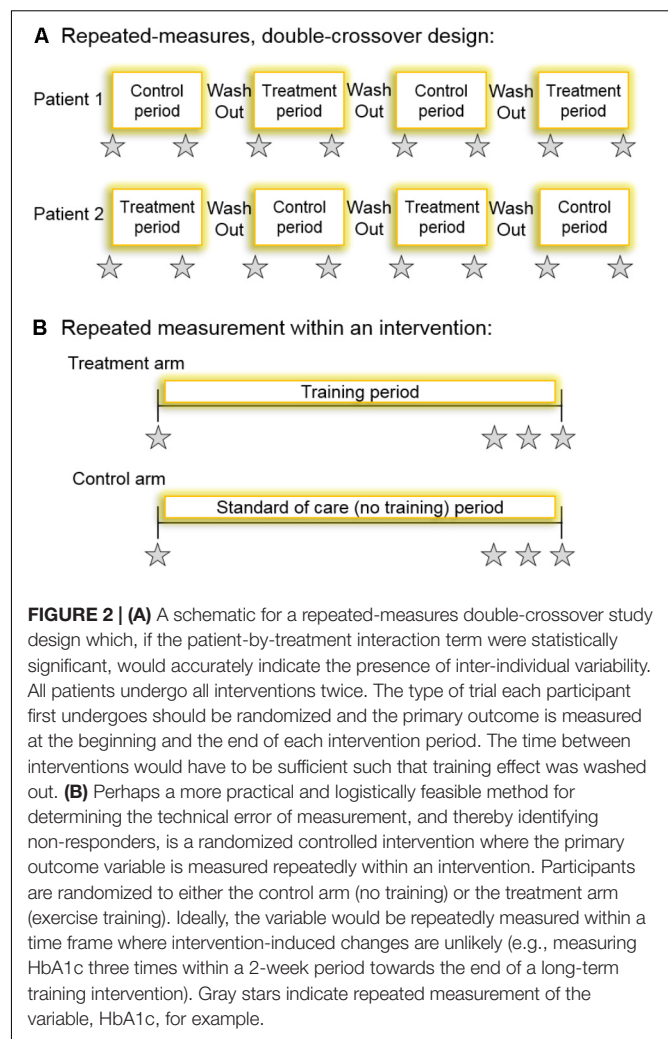 A Repeated-measures, double-crossover design:
Patient 1
Control period
Wash Out
Treatment period
Wash Out
Control period
Wash Out
Treatment period
Patient 2
Treatment period
Wash Out
Control period
Wash Out
Treatment period
Wash Out
Control period
B Repeated measurement within an intervention:
Treatment arm
Training period
Control arm
Standard of care (no training) period
FIGURE 2 | (A) A schematic for a repeated-measures double-crossover study
design which, if the patient-by-treatment interaction term were statistically
significant, would accurately indicate the presence of inter-individual variability.
All patients undergo all interventions twice. The type of trial each participant
first undergoes should be randomized and the primary outcome is measured
at the beginning and the end of each intervention period. The time between
interventions would have to be sufficient such that training effect was washed
out. (B) Perhaps a more practical and logistically feasible method for
determining the technical error of measurement, and thereby identifying
non-responders, is a randomized controlled intervention where the primary
outcome variable is measured repeatedly within an intervention. Participants
are randomized to either the control arm (no training) or the treatment arm
(exercise training). Ideally, the variable would be repeatedly measured within a
time frame where intervention-induced changes are unlikely (e.g., measuring
HbA1c three times within a 2-week period towards the end of a long-term
training intervention). Gray stars indicate repeated measurement of the
variable, HbA1c, for example.